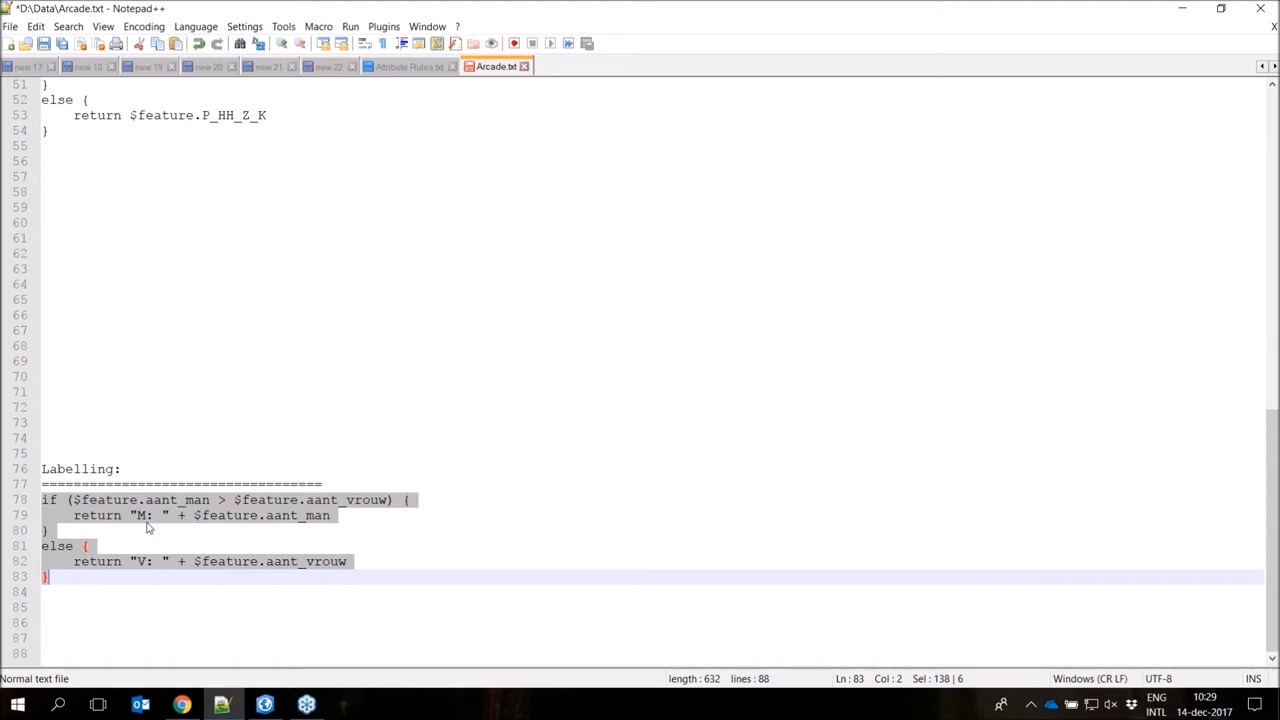 *D:\Data\Arcade.txt - Notepad++
File Edit Search View Encoding Language Settings Tools Macro Run Plugins Window ?
X
new 17 new 18 new 19 new 20 new 21 new 22 Attribute Rules.txt Arcade.txt
51 }
52 else {
53 return $feature.P_HH_Z_K
54 }
55
56
57
58
59
60
61
62
63
64
65
66
67
68
69
70
71
72
73
74
75
76 Labelling:
77 ===================================
78 if ($feature.aant_man > $feature.aant_vrouw) {
79 return "M: " + $feature.aant_man
80 }
81 else {
82 return "V: " + $feature.aant_vrouw
83 }
84
85
86
87
88
Normal text file length : 632 lines : 88 Ln : 83 Col : 2 Sel : 138 | 6 Windows (CR LF) UTF-8 INS
ENG 10:29
INTL 14-dec-2017